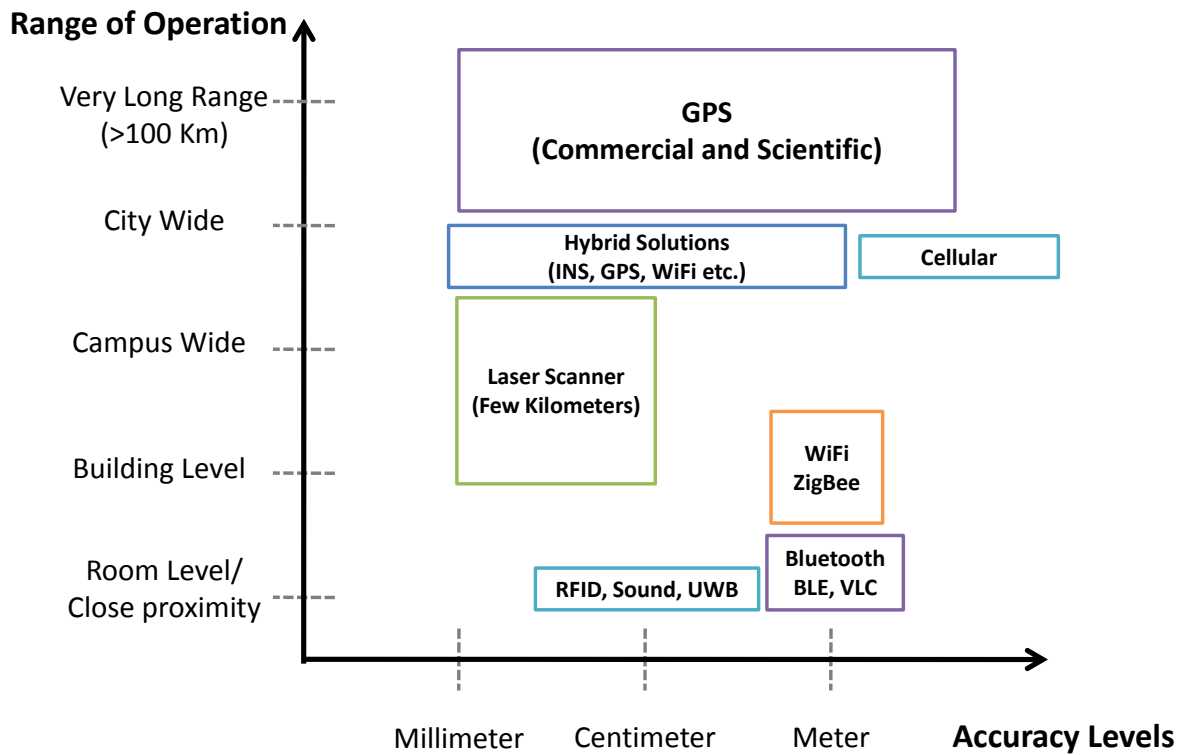 Range of Operation
Very Long Range
(>100 Km)
GPS
(Commercial and Scientific)
City Wide
Hybrid Solutions
(INS, GPS, WiFi etc.)
Cellular
Campus Wide
Laser Scanner
(Few Kilometers)
Building Level
WiFi
ZigBee
Room Level/
Close proximity
RFID, Sound, UWB
Bluetooth
BLE, VLC
Millimeter
Centimeter
Meter
Accuracy Levels